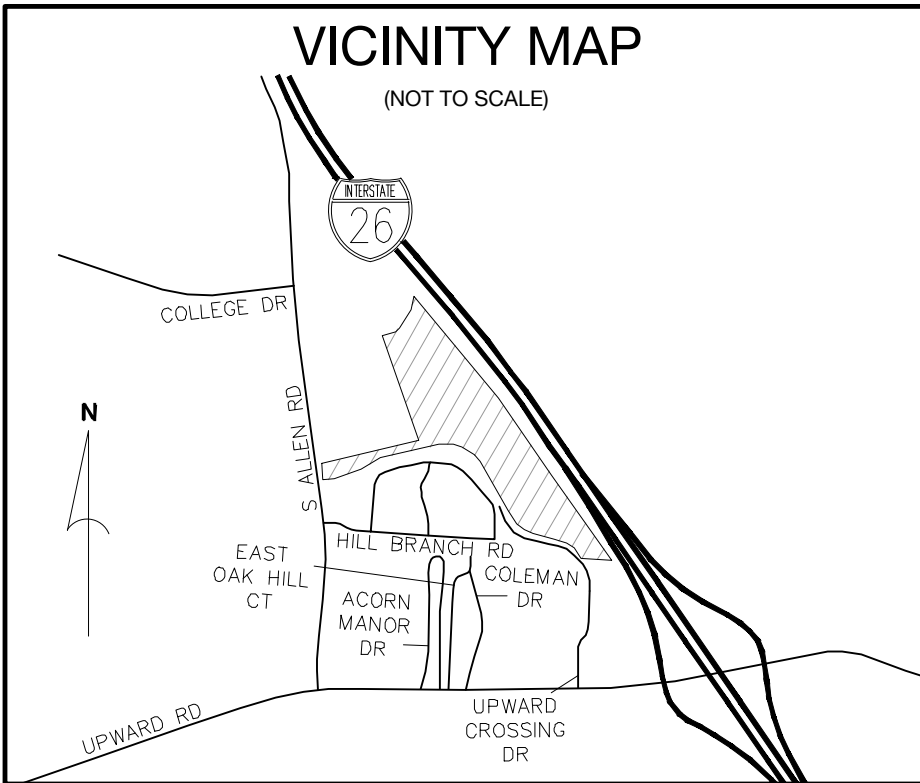 VICINITY MAP
(NOT TO SCALE)
INTERSTATE
26
COLLEGE DR
N
S ALLEN RD
HILL BRANCH RD
EAST
OAK HILL
CT
COLEMAN
DR
ACORN
MANOR
DR
UPWARD
CROSSING
DR
UPWARD RD